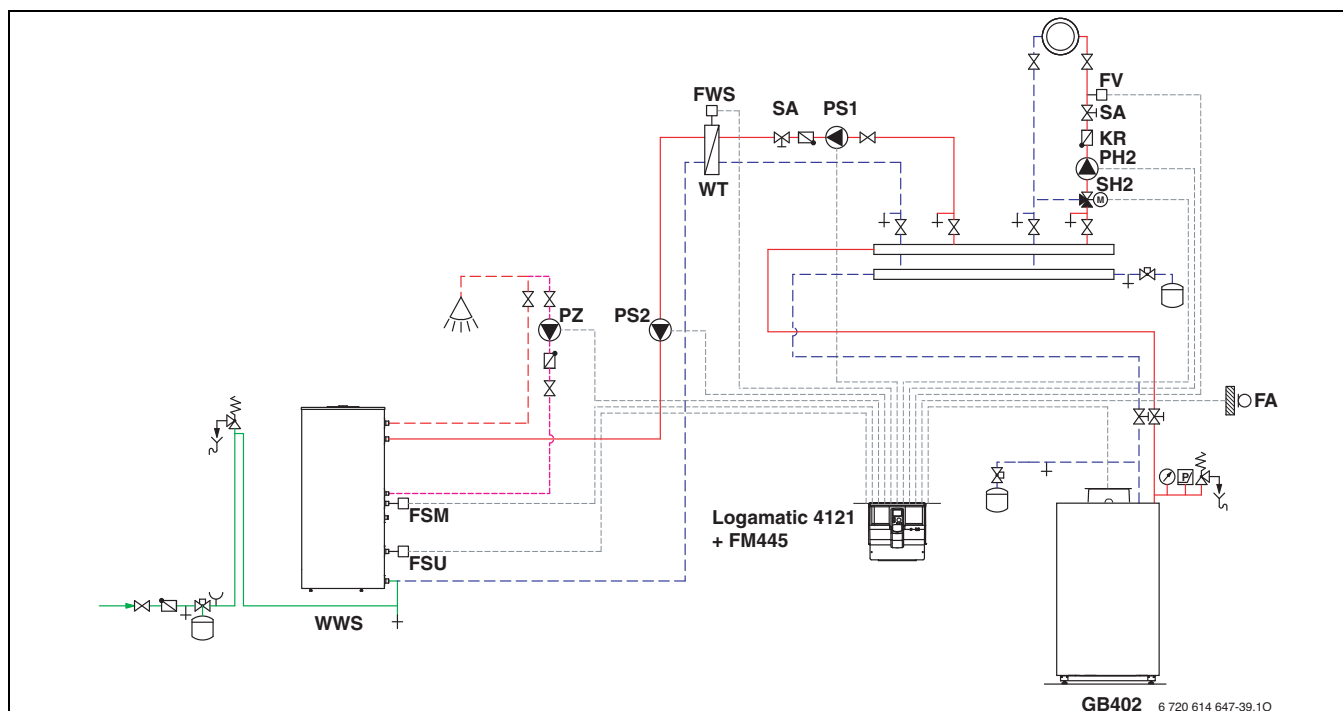 FV
FWS
SA
PS1
SA
KR
PH2
WT
SH2
M
PZ
PS2
FA
P
FSM
Logamatic 4121
+ FM445
FSU
WWS
GB402
6 720 614 647-39.1O